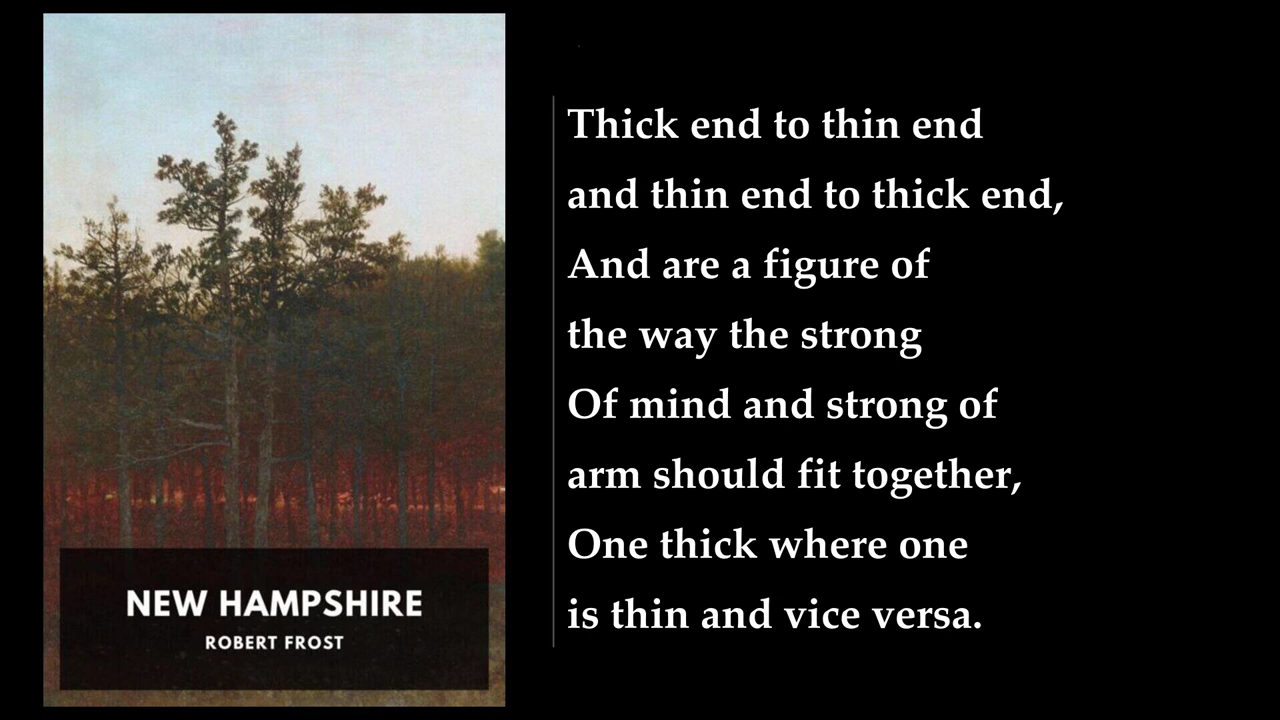 NEW HAMPSHIRE
ROBERT FROST
Thick end to thin end
and thin end to thick end,
And are a figure of
the way the strong
Of mind and strong of
arm should fit together,
One thick where one
is thin and vice versa.